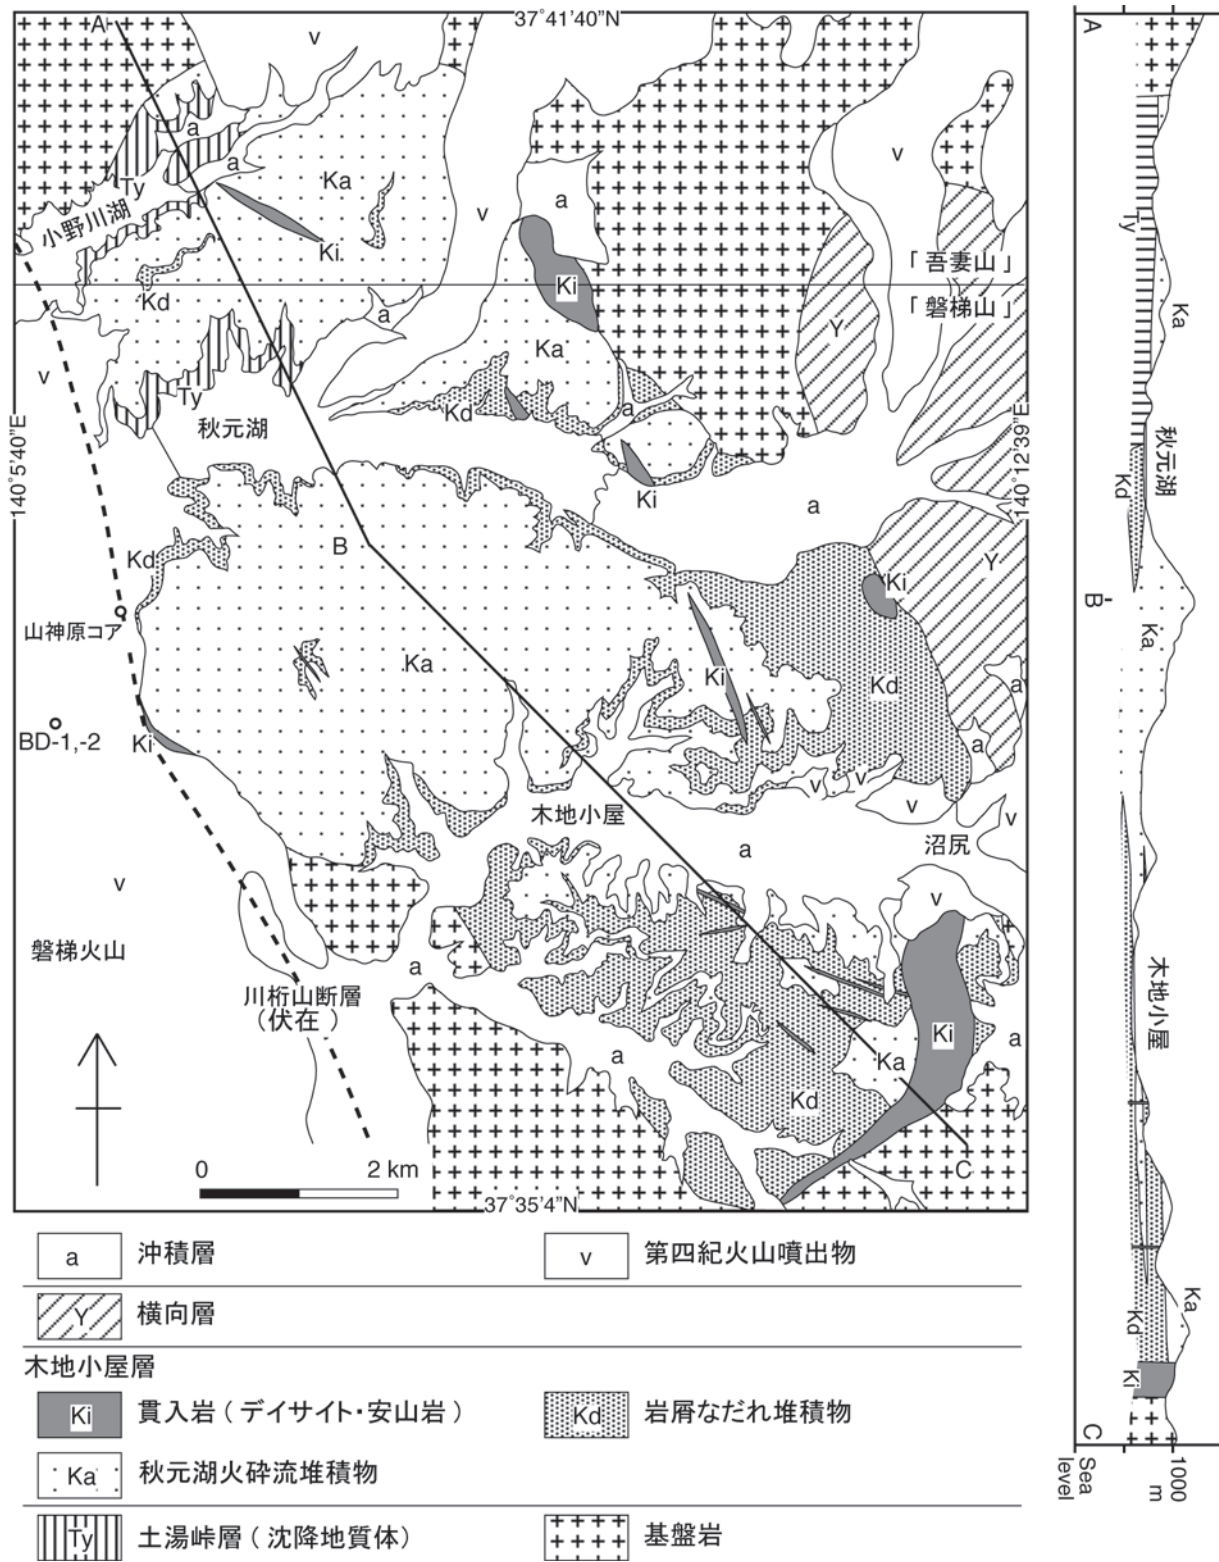 37°41'40"N
A
v
a
a
Ka
v
a
v
Ty
小野川湖
Ki
Ki
「吾妻山」
「磐梯山」
Kd
a
Y
v
Ka
Ty
Kd
a
秋元湖
140°5'40"E
140°12'39"E
Ki
a
B
Kd
Ki
Y
山神原コア
Ka
Ki
Kd
a
BD-1,-2
Ki
a
v
v
v
v
木地小屋
沼尻
a
v
v
磐梯火山
a
川桁山断層
(伏在)
Ki
a
a
Ka
Kd
C
0
2 km
37°35'4"N
A
Ty
Ka
秋元湖
Kd
B
Ka
木地小屋
Ka
Kd
Ki
C
Sea
level
1000
m
a 沖積層
v 第四紀火山噴出物
Y 横向層
木地小屋層
Ki 貫入岩(デイサイト・安山岩)
Kd 岩屑なだれ堆積物
Ka 秋元湖火砕流堆積物
Ty 土湯峠層(沈降地質体)
基盤岩